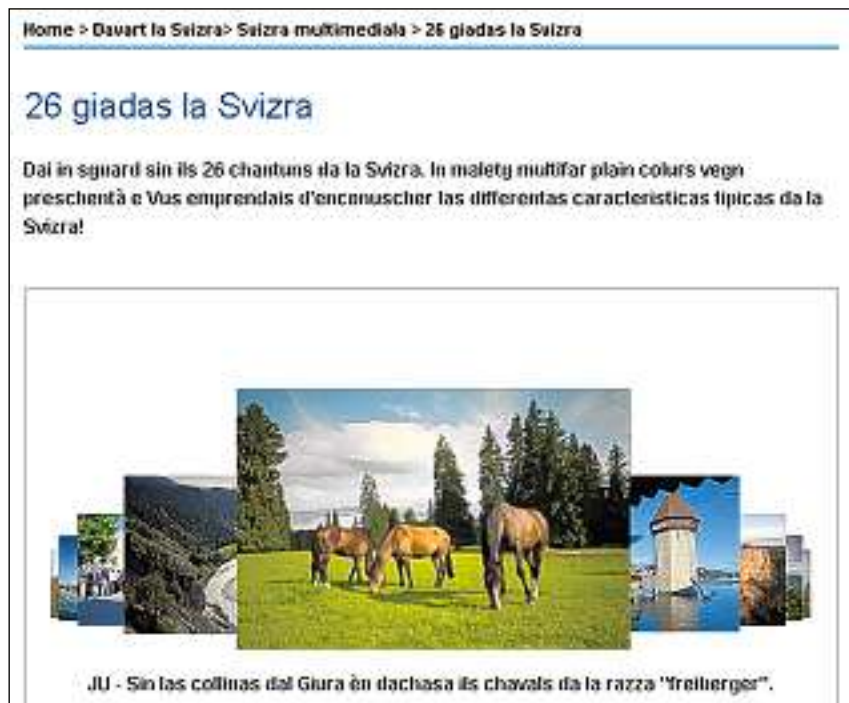 Home > Davart la Svizra> Svizra multimediala > 26 giadas la Svizra
26 giadas la Svizra
Dai in sguard sin ils 26 chantuns da la Svizra. In maletg multifar plain colurs vegn
preschentà e Vus emprendais d'enconuscher las differentas caracteristicas tipicas da la
Svizra!
JU - Sin las collinas dal Giura èn dachasa ils chavals da la razza "freiberger".